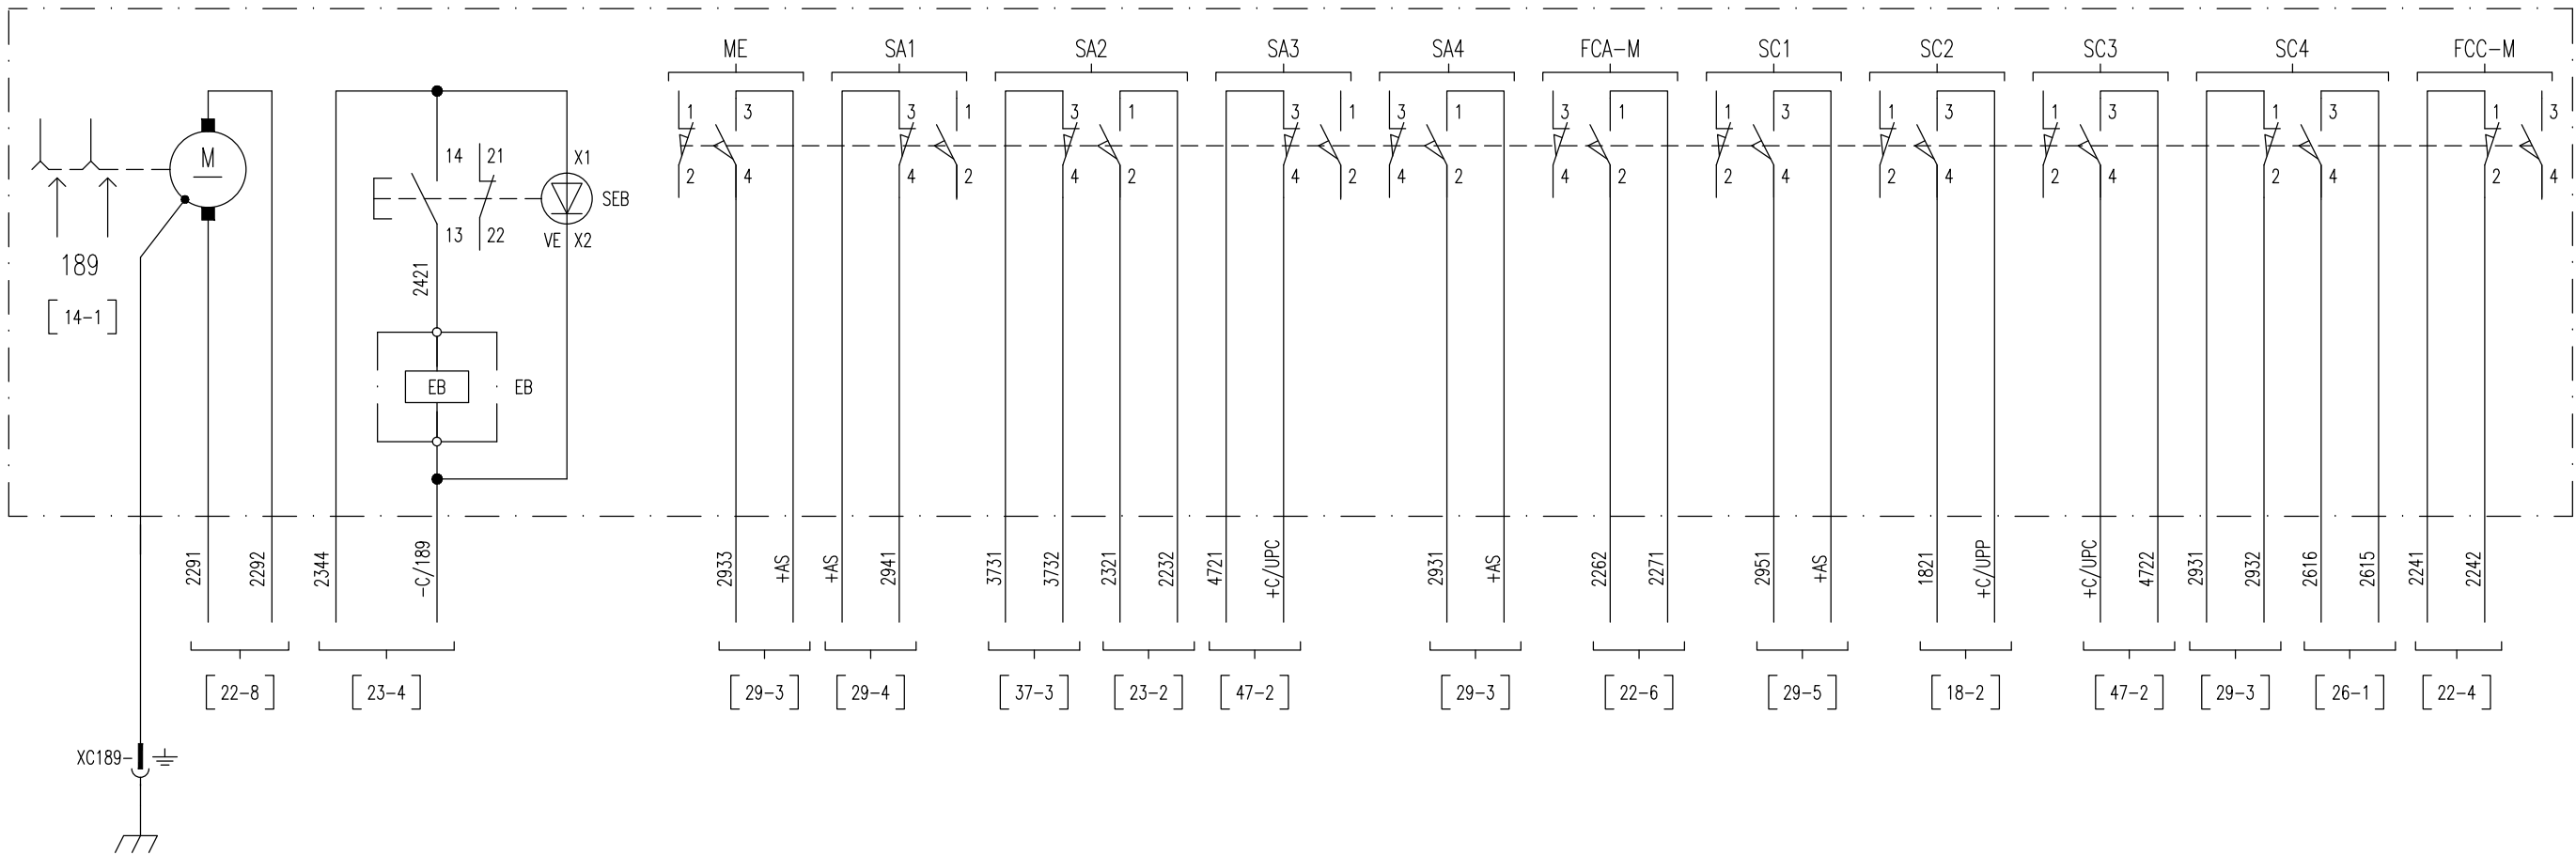 ME SA1 SA2 SA3 SA4 FCA-M SC1 SC2 SC3 SC4 FCC-M
1 3 3 1 3 1 3 1 3 1 3 1 1 3 1 3 1 3 1 3 1 3
M
14 21 X1
2 4 4 2 4 2 4 2 4 2 4 2 2 4 2 4 2 4 2 4 2 4
SEB
13 22 VE X2
189
2421
[14-1]
EB EB
2291 2292 2344 -C/189 2933 +AS +AS 2941 3731 3732 2321 2232 4721 +C/UPC 2931 +AS 2262 2271 2951 +AS 1821 +C/UPP +C/UPC 4722 2931 2932 2616 2615 2241 2242
[22-8] [23-4] [29-3] [29-4] [37-3] [23-2] [47-2] [29-3] [22-6] [29-5] [18-2] [47-2] [29-3] [26-1] [22-4]
XC189-